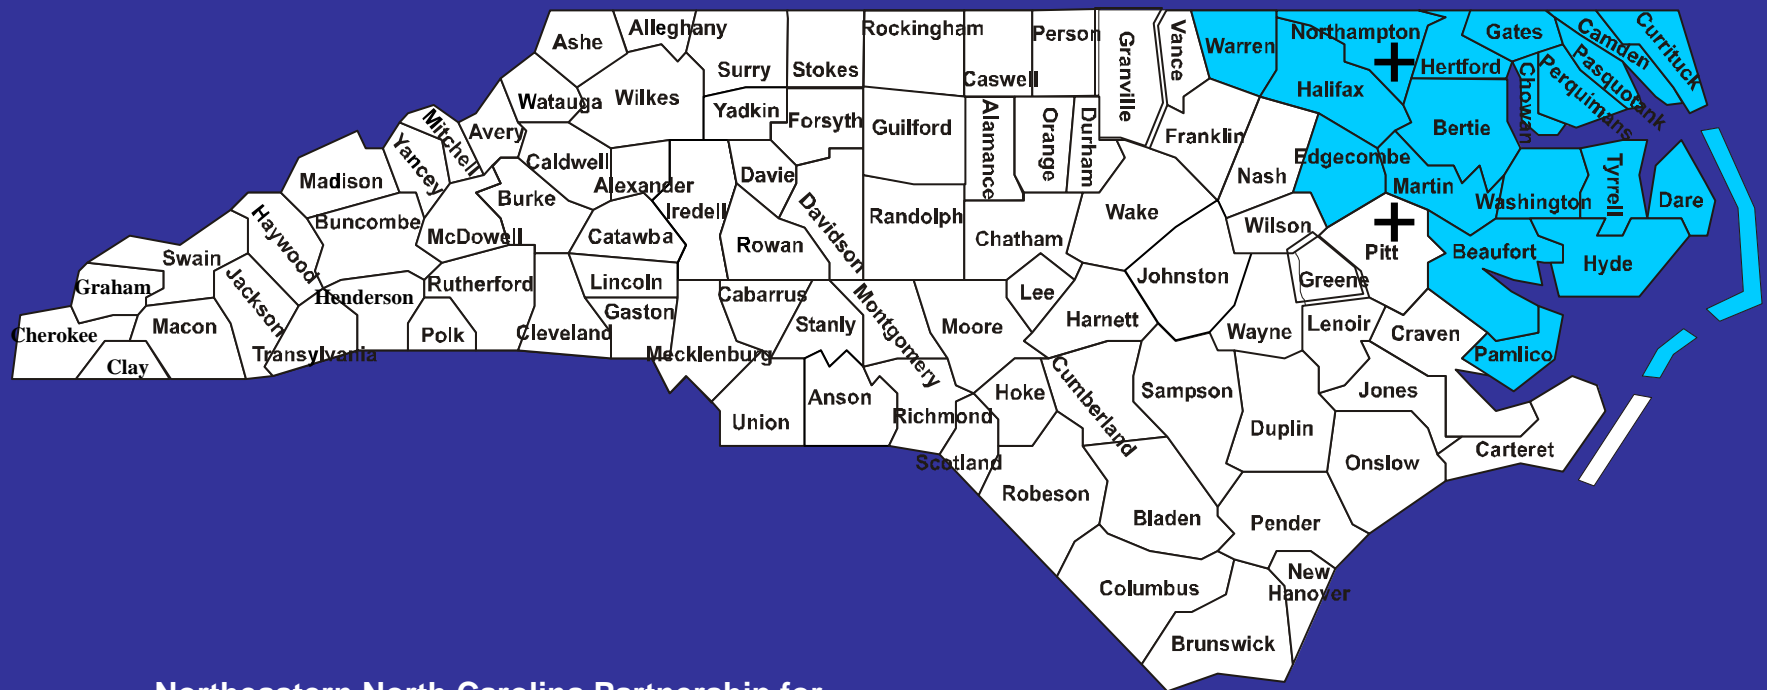 Ashe
Alleghany
Surry
Stokes
Rockingham
Caswell
Person
Granville
Vance
Warren
Northampton
Gates
Camden
Currituck
Hertford
Pasquotank
Perquimans
Chowan
Halifax
Watauga
Wilkes
Yadkin
Forsyth
Guilford
Alamance
Orange
Durham
Franklin
Bertie
Mitchell
Avery
Yancey
Caldwell
Alexander
Davie
Nash
Edgecombe
Martin
Washington
Tyrrell
Dare
Madison
Buncombe
Burke
McDowell
Iredell
Catawba
Rowan
Davidson
Randolph
Chatham
Wake
Wilson
Pitt
Beaufort
Hyde
Haywood
Swain
Graham
Jackson
Henderson
Rutherford
Lincoln
Gaston
Cabarrus
Stanly
Montgomery
Moore
Lee
Harnett
Johnston
Greene
Wayne
Lenoir
Craven
Pamlico
Cherokee
Macon
Clay
Transylvania
Polk
Cleveland
Mecklenburg
Union
Anson
Richmond
Hoke
Cumberland
Sampson
Duplin
Jones
Onslow
Carteret
Scotland
Robeson
Bladen
Pender
Columbus
New
Hanover
Brunswick
Northeastern North Carolina Partnership for